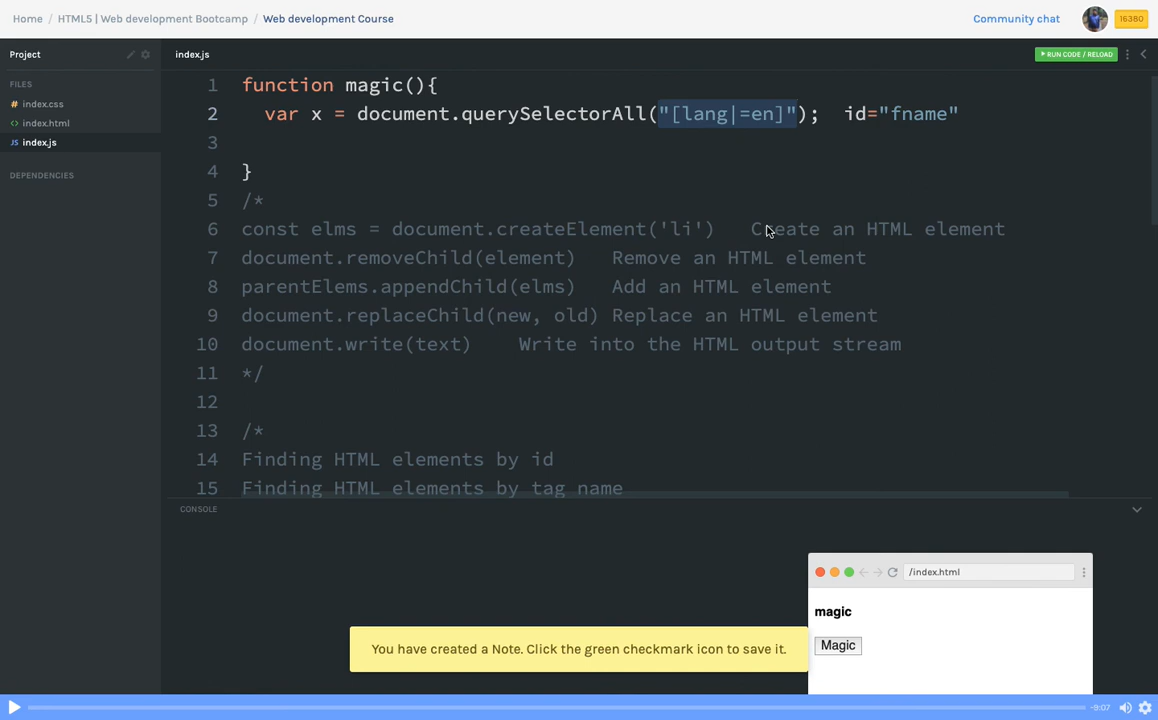 Home / HTML5 | Web development Bootcamp / Web development Course
Community chat
16380
Project
index.js
RUN CODE / RELOAD
FILES
index.css
index.html
JS index.js
DEPENDENCIES
1 function magic(){
2 var x = document.querySelectorAll("[lang|=en]"); id="fname"
3
4 }
5 /*
6 const elms = document.createElement('li') Create an HTML element
7 document.removeChild(element) Remove an HTML element
8 parentElems.appendChild(elms) Add an HTML element
9 document.replaceChild(new, old) Replace an HTML element
10 document.write(text) Write into the HTML output stream
11 */
12
13 /*
14 Finding HTML elements by id
15 Finding HTML elements by tag name
CONSOLE
/index.html
magic
Magic
You have created a Note. Click the green checkmark icon to save it.
-9:07